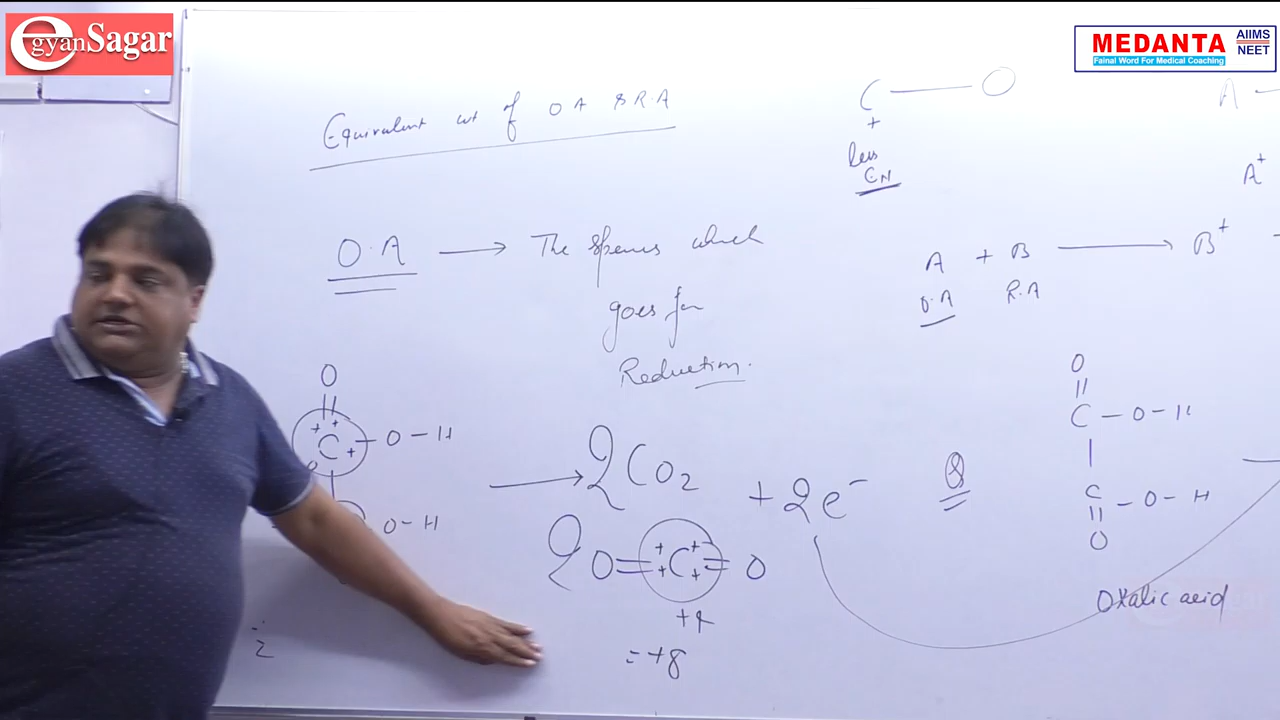 e
gyanSagar
MEDANTA
AIIMS
NEET
Fainal Word For Medical Coaching
Equivalent wt of O A & R.A
O.A → The species which
goes for
Reduction.
C — O
+
less
EN
A
A⁺
A + B → B⁺
O.A R.A
O
||
+ +
C + — O — H
O
O — H
→ 2CO₂ + 2e⁻
2 O = C = O
+ + + +
+4
= +8
Q
O
||
C — O — H
|
C — O — H
||
O
Oxalic acid